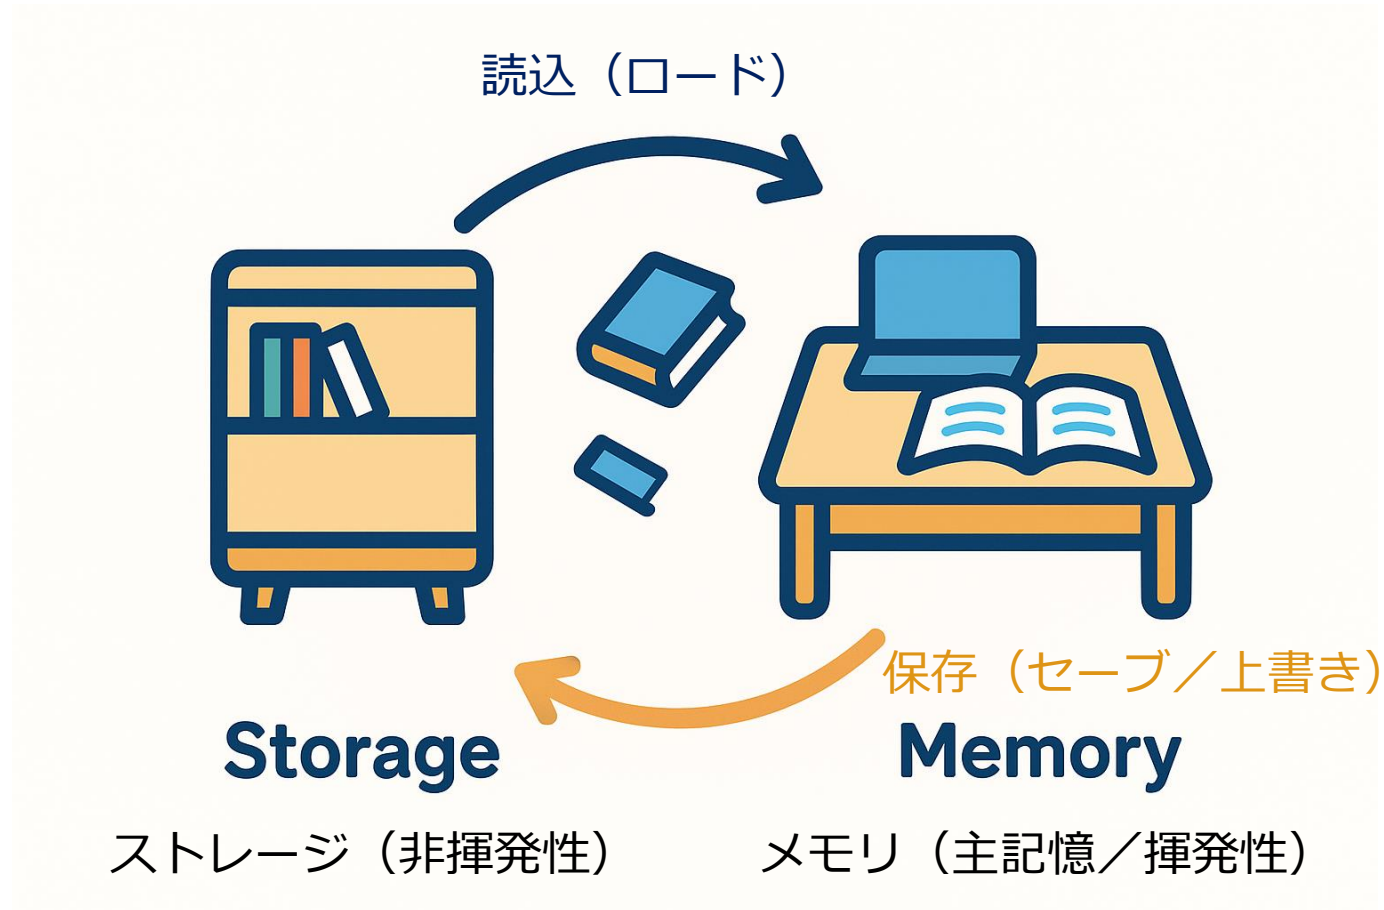 読込（ロード）
保存（セーブ／上書き）
Storage
Memory
ストレージ（非揮発性）
メモリ（主記憶／揮発性）